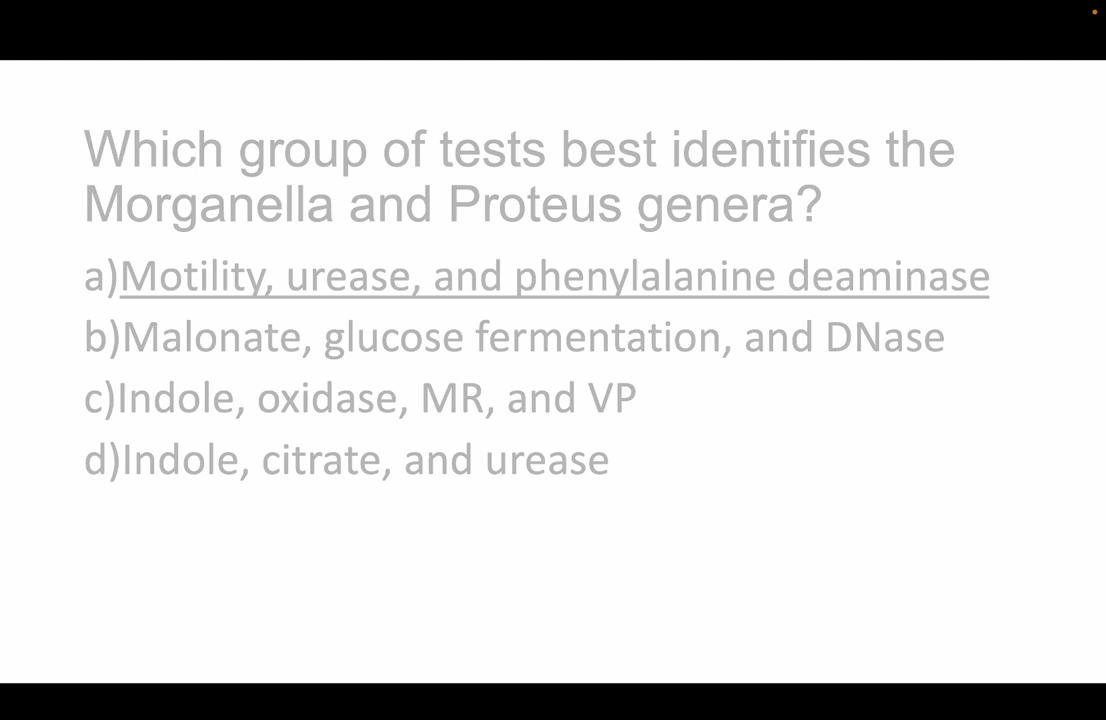 Which group of tests best identifies the
Morganella and Proteus genera?
a)Motility, urease, and phenylalanine deaminase
b)Malonate, glucose fermentation, and DNase
c)Indole, oxidase, MR, and VP
d)Indole, citrate, and urease